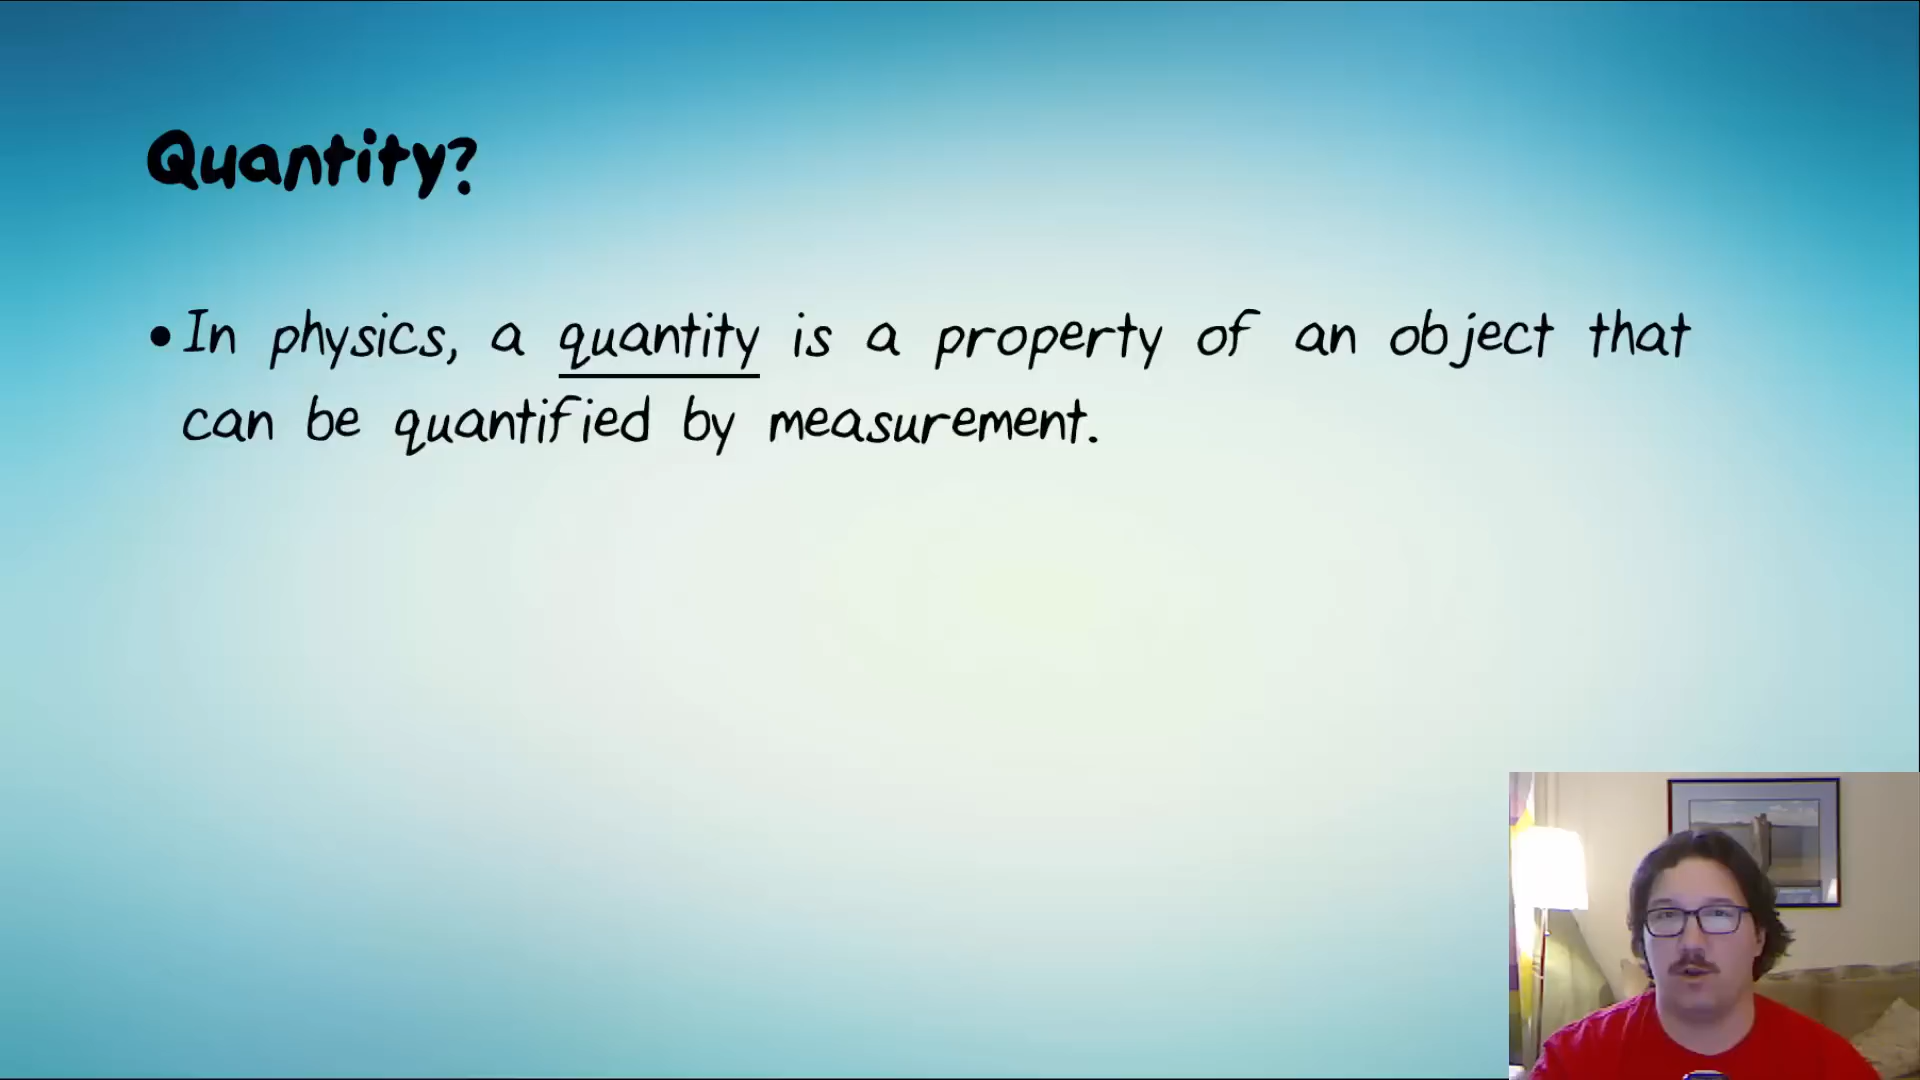 Quantity?
•In physics, a quantity is a property of an object that
can be quantified by measurement.